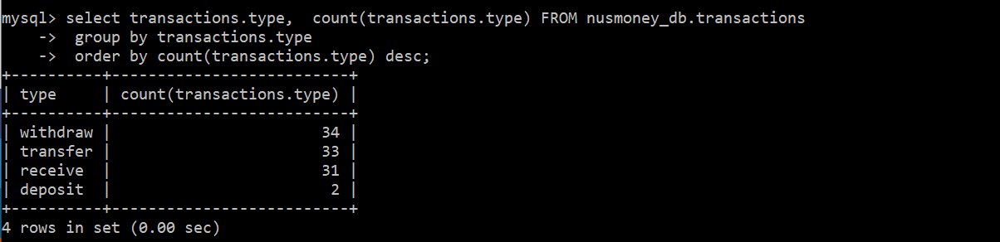 mysql> select transactions.type,  count(transactions.type) FROM nusmoney_db.transactions
    ->  group by transactions.type
    ->  order by count(transactions.type) desc;
+----------+--------------------------+
| type     | count(transactions.type) |
+----------+--------------------------+
| withdraw |                       34 |
| transfer |                       33 |
| receive  |                       31 |
| deposit  |                        2 |
+----------+--------------------------+
4 rows in set (0.00 sec)